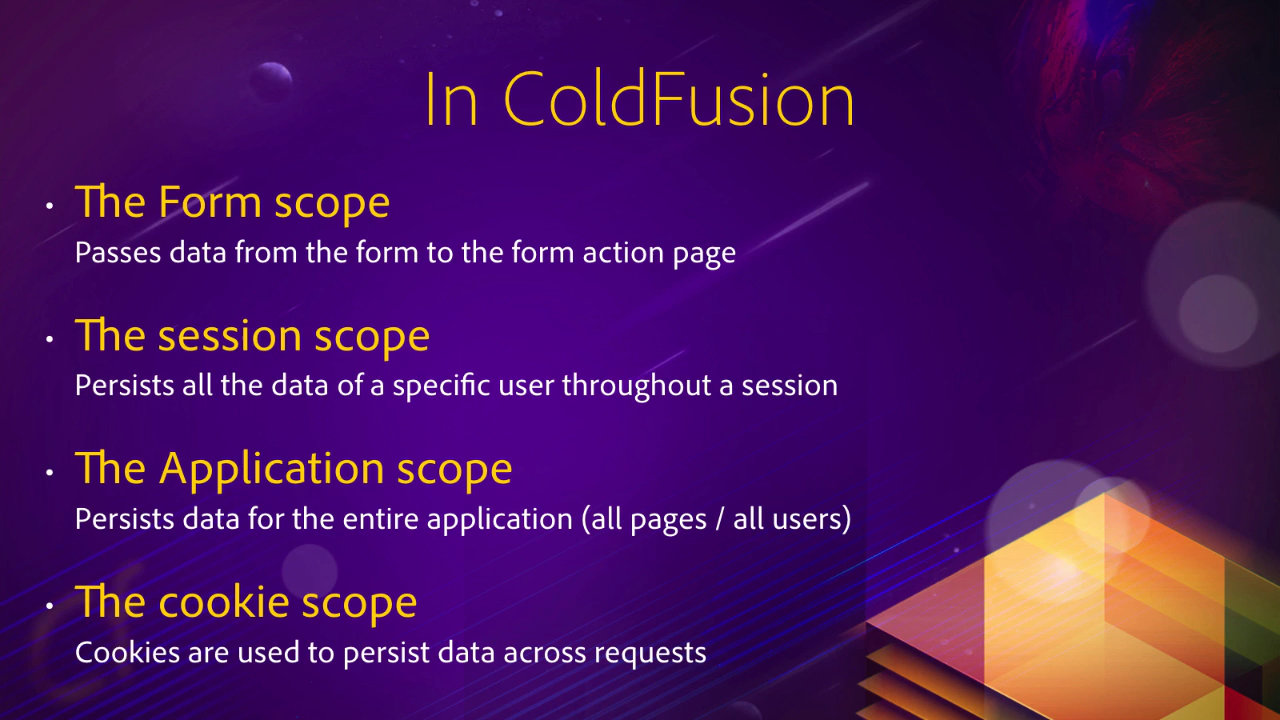 In ColdFusion
• The Form scope
Passes data from the form to the form action page
• The session scope
Persists all the data of a specific user throughout a session
• The Application scope
Persists data for the entire application (all pages / all users)
• The cookie scope
Cookies are used to persist data across requests